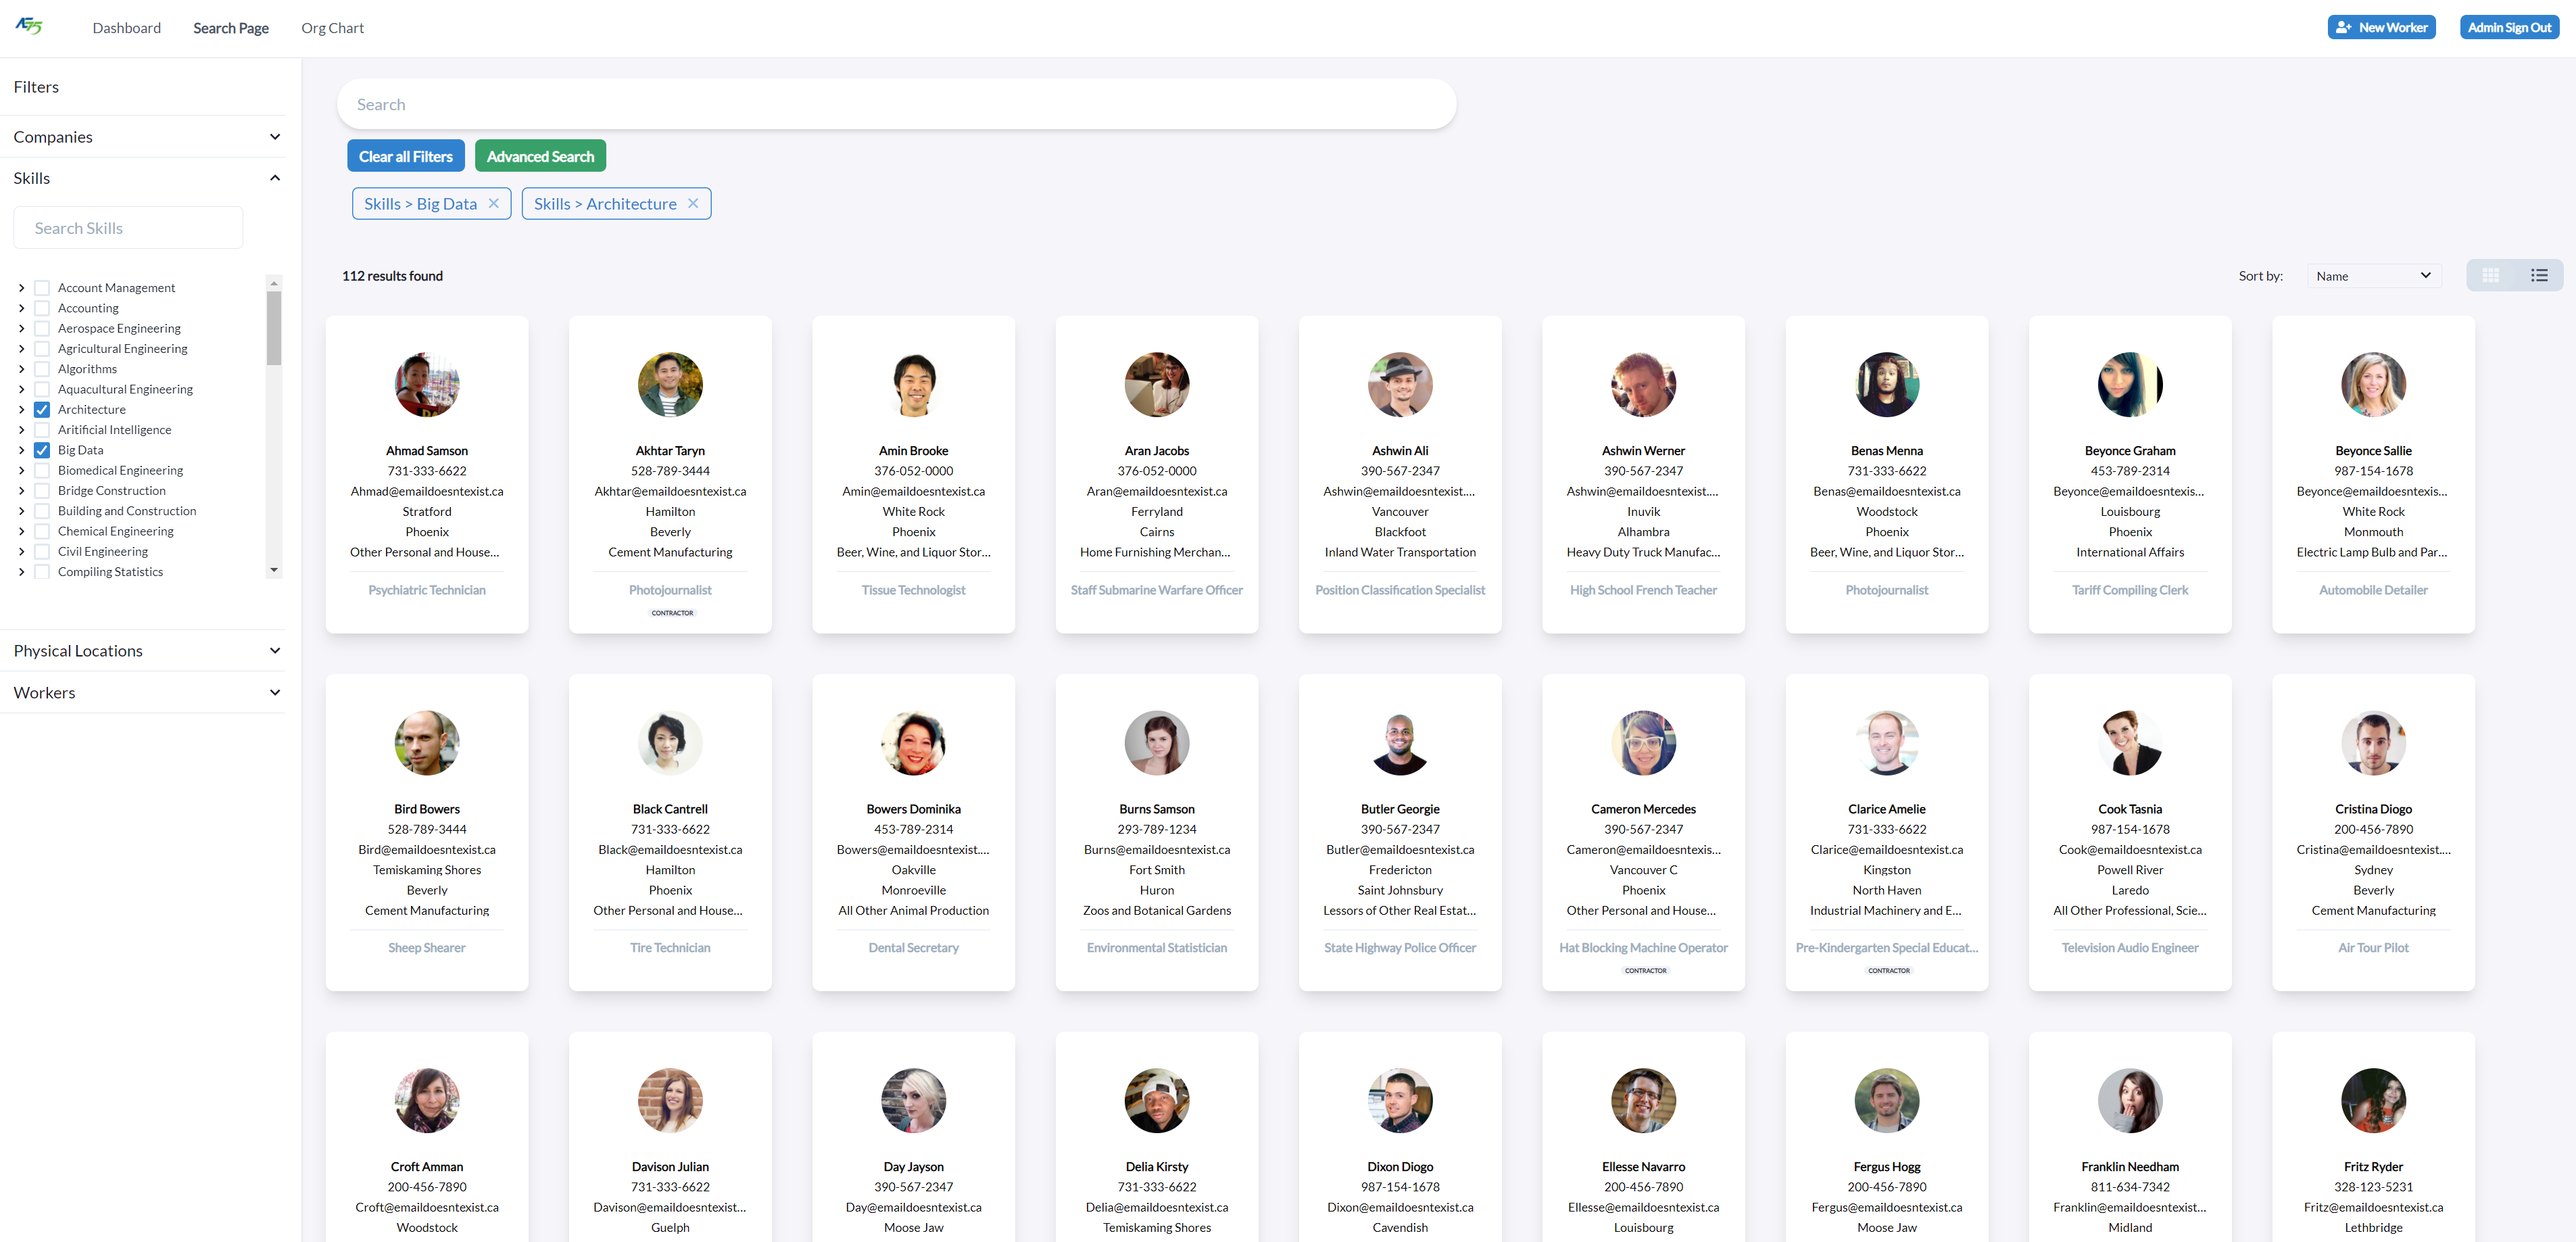 AE75
Dashboard
Search Page
Org Chart
New Worker
Admin Sign Out
Filters
Companies
Skills
Search Skills
Account Management
Accounting
Aerospace Engineering
Agricultural Engineering
Algorithms
Aquacultural Engineering
Architecture
Aritificial Intelligence
Big Data
Biomedical Engineering
Bridge Construction
Building and Construction
Chemical Engineering
Civil Engineering
Compiling Statistics
Physical Locations
Workers
Search
Clear all Filters
Advanced Search
Skills > Big Data ×
Skills > Architecture ×
112 results found
Sort by:
Name
Ahmad Samson
731-333-6622
Ahmad@emaildoesntexist.ca
Stratford
Phoenix
Other Personal and House...
Psychiatric Technician
Akhtar Taryn
528-789-3444
Akhtar@emaildoesntexist.ca
Hamilton
Beverly
Cement Manufacturing
Photojournalist
CONTRACTOR
Amin Brooke
376-052-0000
Amin@emaildoesntexist.ca
White Rock
Phoenix
Beer, Wine, and Liquor Stor...
Tissue Technologist
Aran Jacobs
376-052-0000
Aran@emaildoesntexist.ca
Ferryland
Cairns
Home Furnishing Merchan...
Staff Submarine Warfare Officer
Ashwin Ali
390-567-2347
Ashwin@emaildoesntexist....
Vancouver
Blackfoot
Inland Water Transportation
Position Classification Specialist
Ashwin Werner
390-567-2347
Ashwin@emaildoesntexist....
Inuvik
Alhambra
Heavy Duty Truck Manufac...
High School French Teacher
Benas Menna
731-333-6622
Benas@emaildoesntexist.ca
Woodstock
Phoenix
Beer, Wine, and Liquor Stor...
Photojournalist
Beyonce Graham
453-789-2314
Beyonce@emaildoesntexis...
Louisbourg
Phoenix
International Affairs
Tariff Compiling Clerk
Beyonce Sallie
987-154-1678
Beyonce@emaildoesntexis...
White Rock
Monmouth
Electric Lamp Bulb and Par...
Automobile Detailer
Bird Bowers
528-789-3444
Bird@emaildoesntexist.ca
Temiskaming Shores
Beverly
Cement Manufacturing
Sheep Shearer
Black Cantrell
731-333-6622
Black@emaildoesntexist.ca
Hamilton
Phoenix
Other Personal and House...
Tire Technician
Bowers Dominika
453-789-2314
Bowers@emaildoesntexist....
Oakville
Monroeville
All Other Animal Production
Dental Secretary
Burns Samson
293-789-1234
Burns@emaildoesntexist.ca
Fort Smith
Huron
Zoos and Botanical Gardens
Environmental Statistician
Butler Georgie
390-567-2347
Butler@emaildoesntexist.ca
Fredericton
Saint Johnsbury
Lessors of Other Real Estat...
State Highway Police Officer
Cameron Mercedes
390-567-2347
Cameron@emaildoesntexis...
Vancouver C
Phoenix
Other Personal and House...
Hat Blocking Machine Operator
CONTRACTOR
Clarice Amelie
731-333-6622
Clarice@emaildoesntexist.ca
Kingston
North Haven
Industrial Machinery and E...
Pre-Kindergarten Special Educat...
CONTRACTOR
Cook Tasnia
987-154-1678
Cook@emaildoesntexist.ca
Powell River
Laredo
All Other Professional, Scie...
Television Audio Engineer
Cristina Diogo
200-456-7890
Cristina@emaildoesntexist....
Sydney
Beverly
Cement Manufacturing
Air Tour Pilot
Croft Amman
200-456-7890
Croft@emaildoesntexist.ca
Woodstock
Davison Julian
731-333-6622
Davison@emaildoesntexist...
Guelph
Day Jayson
390-567-2347
Day@emaildoesntexist.ca
Moose Jaw
Delia Kirsty
731-333-6622
Delia@emaildoesntexist.ca
Temiskaming Shores
Dixon Diogo
987-154-1678
Dixon@emaildoesntexist.ca
Cavendish
Ellesse Navarro
200-456-7890
Ellesse@emaildoesntexist.ca
Louisbourg
Fergus Hogg
200-456-7890
Fergus@emaildoesntexist.ca
Moose Jaw
Franklin Needham
811-634-7342
Franklin@emaildoesntexist...
Midland
Fritz Ryder
328-123-5231
Fritz@emaildoesntexist.ca
Lethbridge